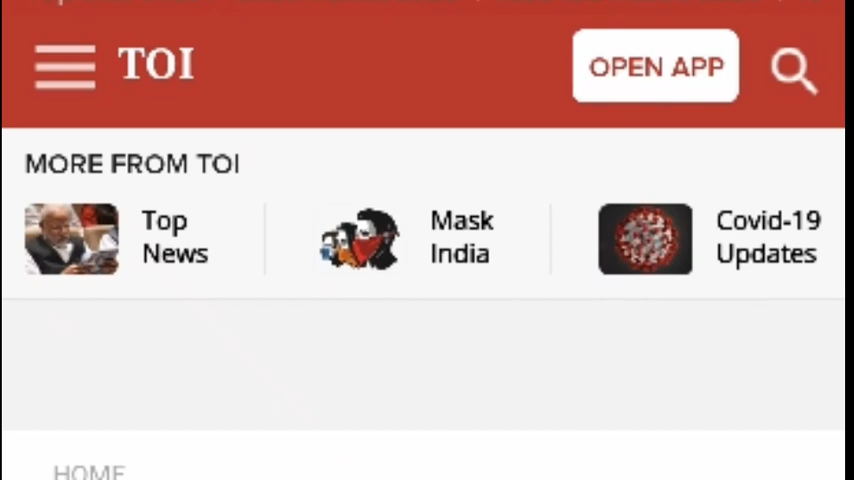 TOI
OPEN APP
MORE FROM TOI
Top
News
Mask
India
Covid-19
Updates
HOME